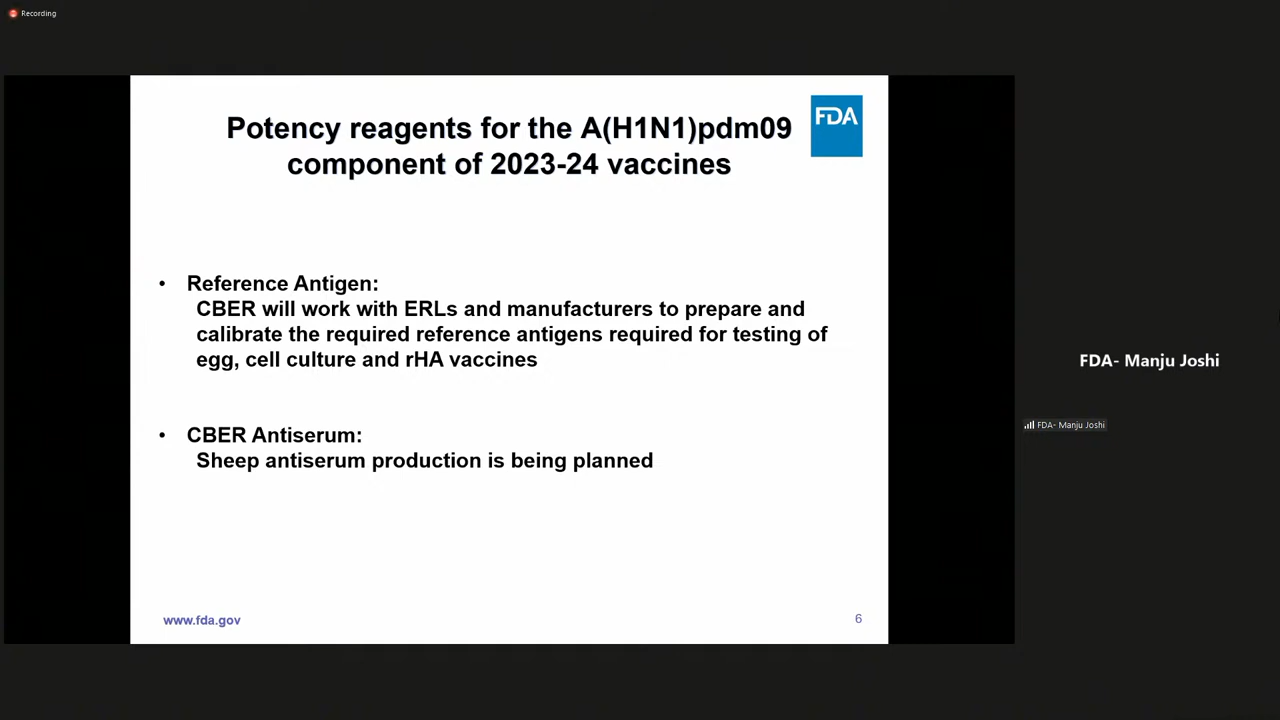 Recording
FDA
Potency reagents for the A(H1N1)pdm09
component of 2023-24 vaccines
• Reference Antigen:
CBER will work with ERLs and manufacturers to prepare and
calibrate the required reference antigens required for testing of
egg, cell culture and rHA vaccines
• CBER Antiserum:
Sheep antiserum production is being planned
www.fda.gov
6
FDA- Manju Joshi
FDA- Manju Joshi